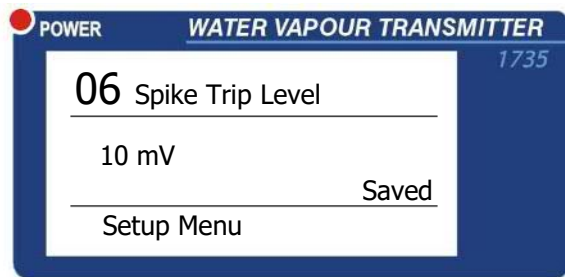 POWER WATER VAPOUR TRANSMITTER
1735
06 Spike Trip Level
10 mV
Saved
Setup Menu